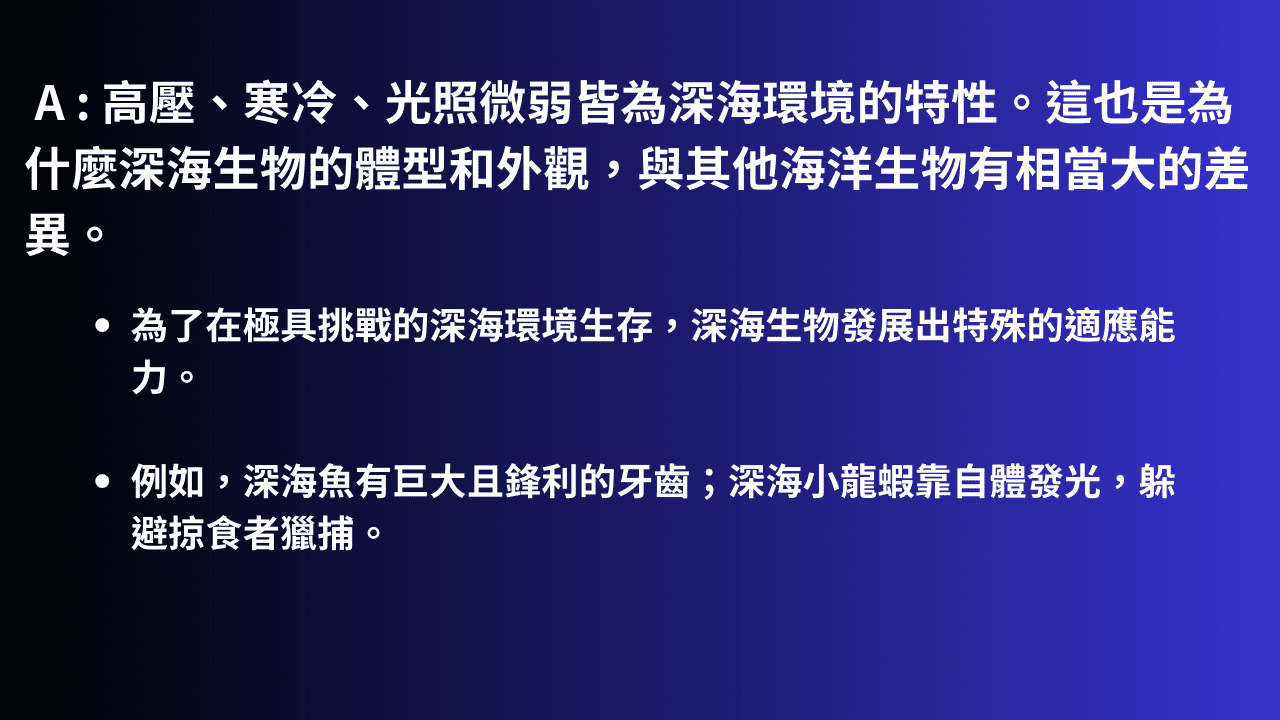 A : 高壓、寒冷、光照微弱皆為深海環境的特性。這也是為
什麼深海生物的體型和外觀，與其他海洋生物有相當大的差
異。
• 為了在極具挑戰的深海環境生存，深海生物發展出特殊的適應能
力。
• 例如，深海魚有巨大且鋒利的牙齒；深海小龍蝦靠自體發光，躲
避掠食者獵捕。